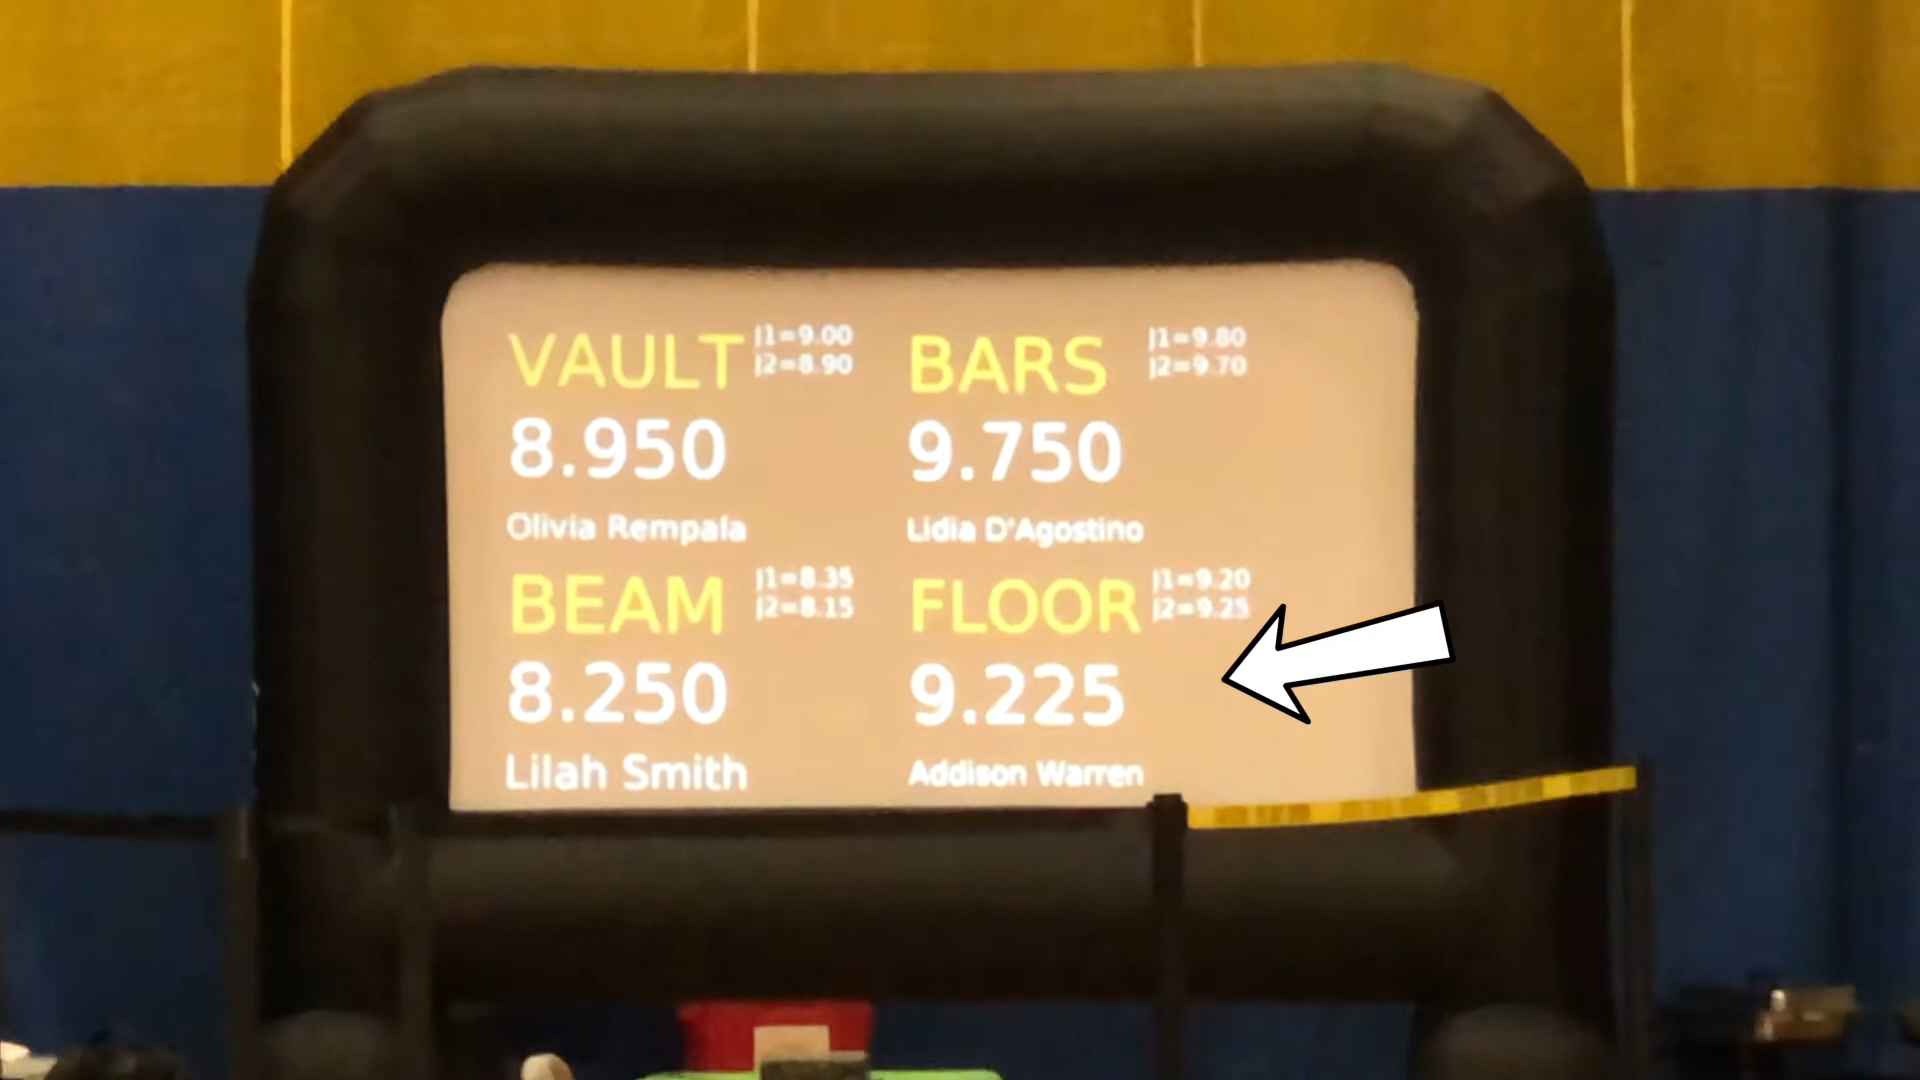 VAULT J1=9.00
J2=8.90
8.950
Olivia Rempala
BARS J1=9.80
J2=9.70
9.750
Lidia D'Agostino
BEAM J1=8.35
J2=8.15
8.250
Lilah Smith
FLOOR J1=9.20
J2=9.25
9.225
Addison Warren